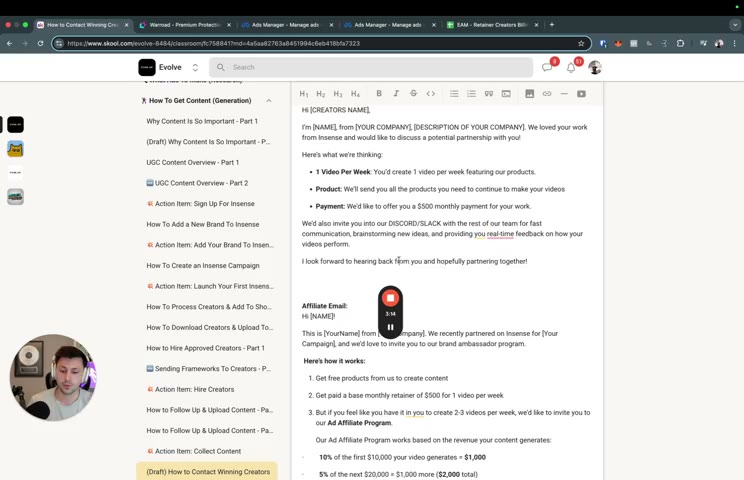 How to Contact Winning Crea
Warroad - Premium Protectiv
Ads Manager - Manage ads
Ads Manager - Manage ads
EAM - Retainer Creators Bill
https://www.skool.com/evolve-8484/classroom/fc758841?md=4a5aa82763a8451994c6eb418bfa7323
Evolve
Search
8
51
How To Get Content (Generation)
Why Content Is So Important - Part 1
(Draft) Why Content Is So Important - P...
UGC Content Overview - Part 1
UGC Content Overview - Part 2
Action Item: Sign Up For Insense
How To Add a New Brand To Insense
Action Item: Add Your Brand To Insen...
How to Create an Insense Campaign
Action Item: Launch Your First Insens...
How To Process Creators & Add To Sho...
How To Download Creators & Upload To...
How to Hire Approved Creators - Part 1
Sending Frameworks To Creators - Part 1
Action Item: Hire Creators
How to Follow Up & Upload Content - Pa...
How to Follow Up & Upload Content - Pa...
Action Item: Collect Content
(Draft) How to Contact Winning Creators
H1 H2 H3 H4 B I S
Hi [CREATORS NAME],
I'm [NAME], from [YOUR COMPANY], [DESCRIPTION OF YOUR COMPANY]. We loved your work
from Insense and would like to discuss a potential partnership with you!
Here's what we're thinking:
• 1 Video Per Week: You'd create 1 video per week featuring our products.
• Product: We'll send you all the products you need to continue to make your videos
• Payment: We'd like to offer you a $500 monthly payment for your work.
We'd also invite you into our DISCORD/SLACK with the rest of our team for fast
communication, brainstorming new ideas, and providing you real-time feedback on how your
videos perform.
I look forward to hearing back from you and hopefully partnering together!
3:14
Affiliate Email:
Hi [NAME]!
This is [YourName] from Company]. We recently partnered on Insense for [Your
Campaign], and we'd love to invite you to our brand ambassador program.
Here's how it works:
1. Get free products from us to create content
2. Get paid a base monthly retainer of $500 for 1 video per week
3. But if you feel like you have it in you to create 2-3 videos per week, we'd like to invite you to
our Ad Affiliate Program.
Our Ad Affiliate Program works based on the revenue your content generates:
· 10% of the first $10,000 your video generates = $1,000
· 5% of the next $20,000 = $1,000 more ($2,000 total)